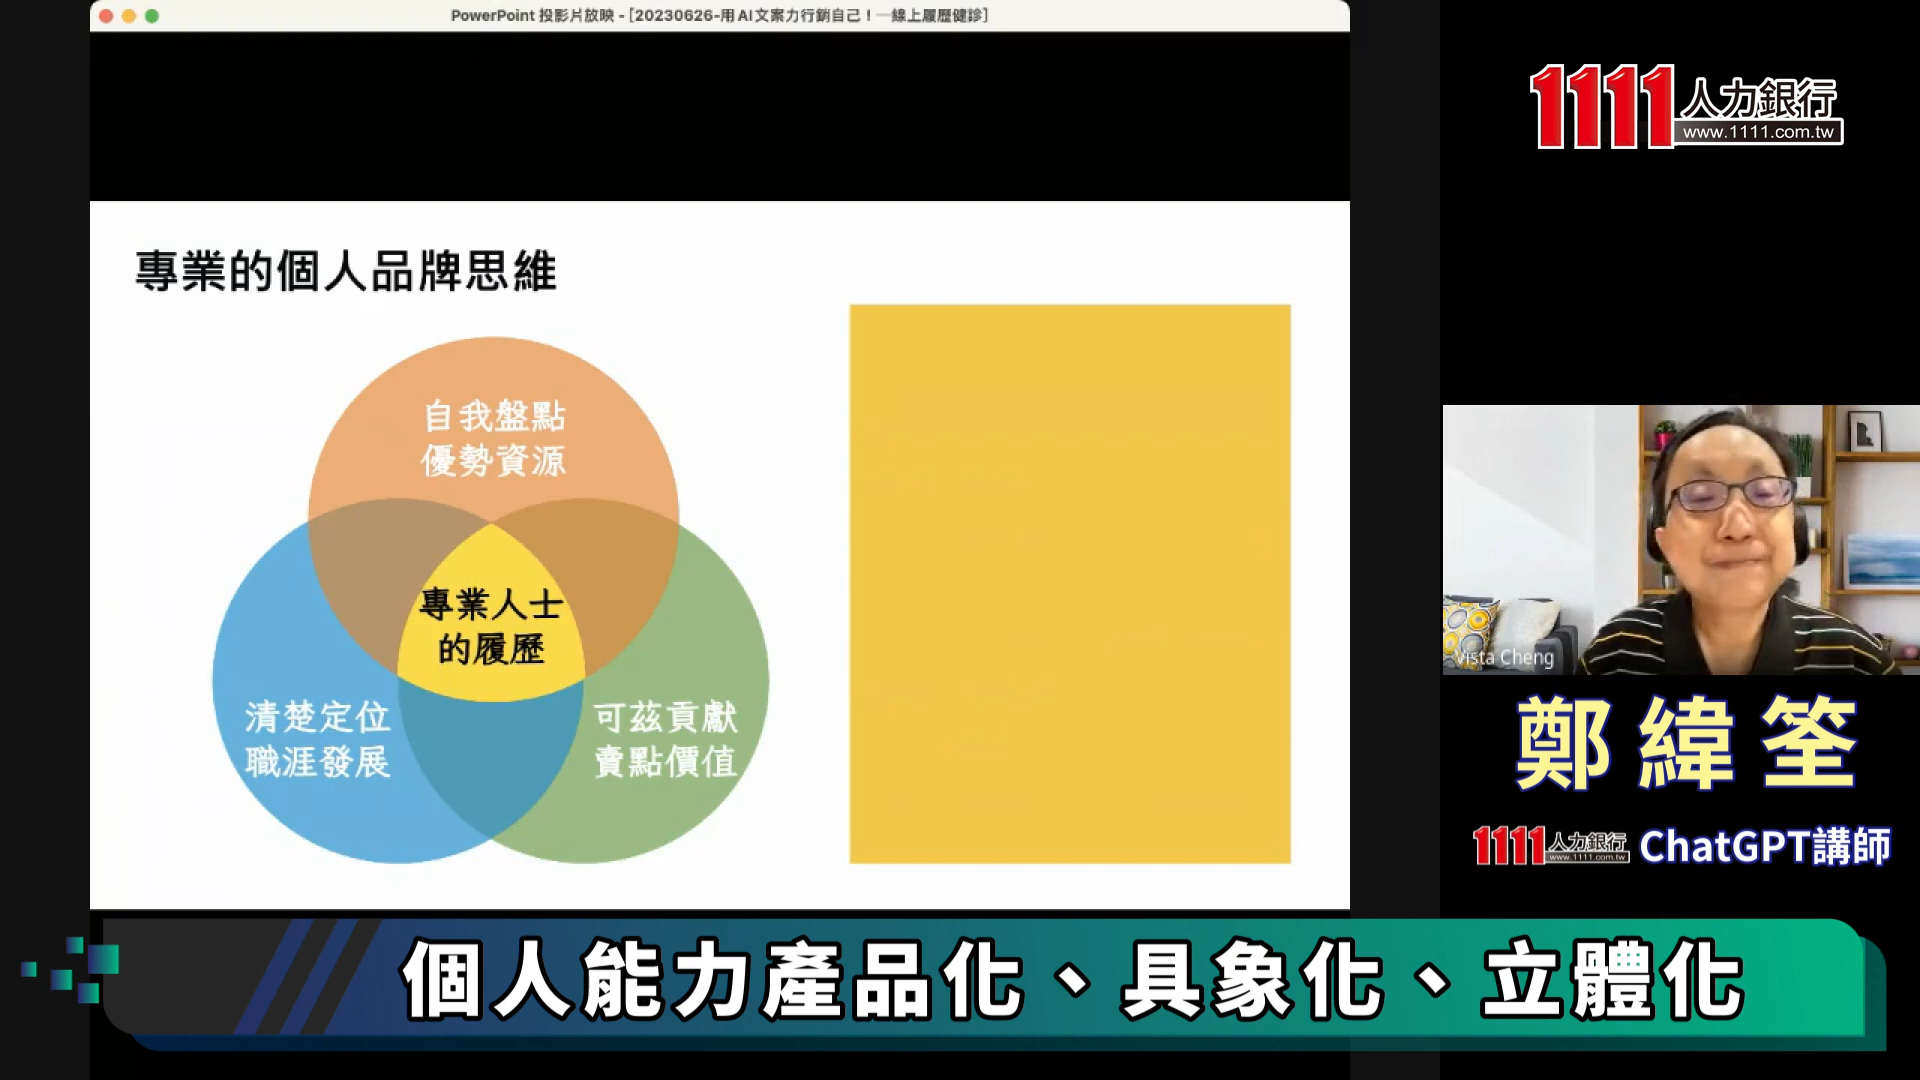 PowerPoint 投影片放映 - [20230626-用AI文案力行銷自己！─線上履歷健診]
1111人力銀行
www.1111.com.tw
專業的個人品牌思維
自我盤點
優勢資源
專業人士
的履歷
清楚定位
職涯發展
可茲貢獻
賣點價值
Vista Cheng
鄭緯筌
1111人力銀行
www.1111.com.tw
ChatGPT講師
個人能力產品化、具象化、立體化